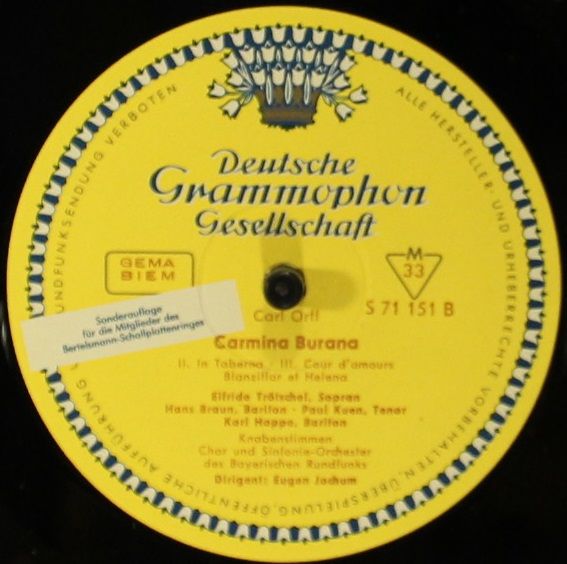 Deutsche
Grammophon
Gesellschaft
GEMA
BIEM
M
33
S 71 151 B
Sonderauflage
für die Mitglieder des
Bertelsmann-Schallplattenringes
Carl Orff
Carmina Burana
II. In Taberna · III. Cour d'amours
Blanziflor et Helena
Elfride Trötschel, Sopran
Hans Braun, Bariton · Paul Kuen, Tenor
Karl Hoppe, Bariton
Knabenstimmen
Chor und Sinfonie-Orchester
des Bayerischen Rundfunks
Dirigent: Eugen Jochum
ALLE HERSTELLER- UND URHEBERRECHTE VORBEHALTEN, ÜBERSPIELUNG, ÖFFENTLICHE AUFFÜHRUNG UNDFUNKSENDUNG VERBOTEN